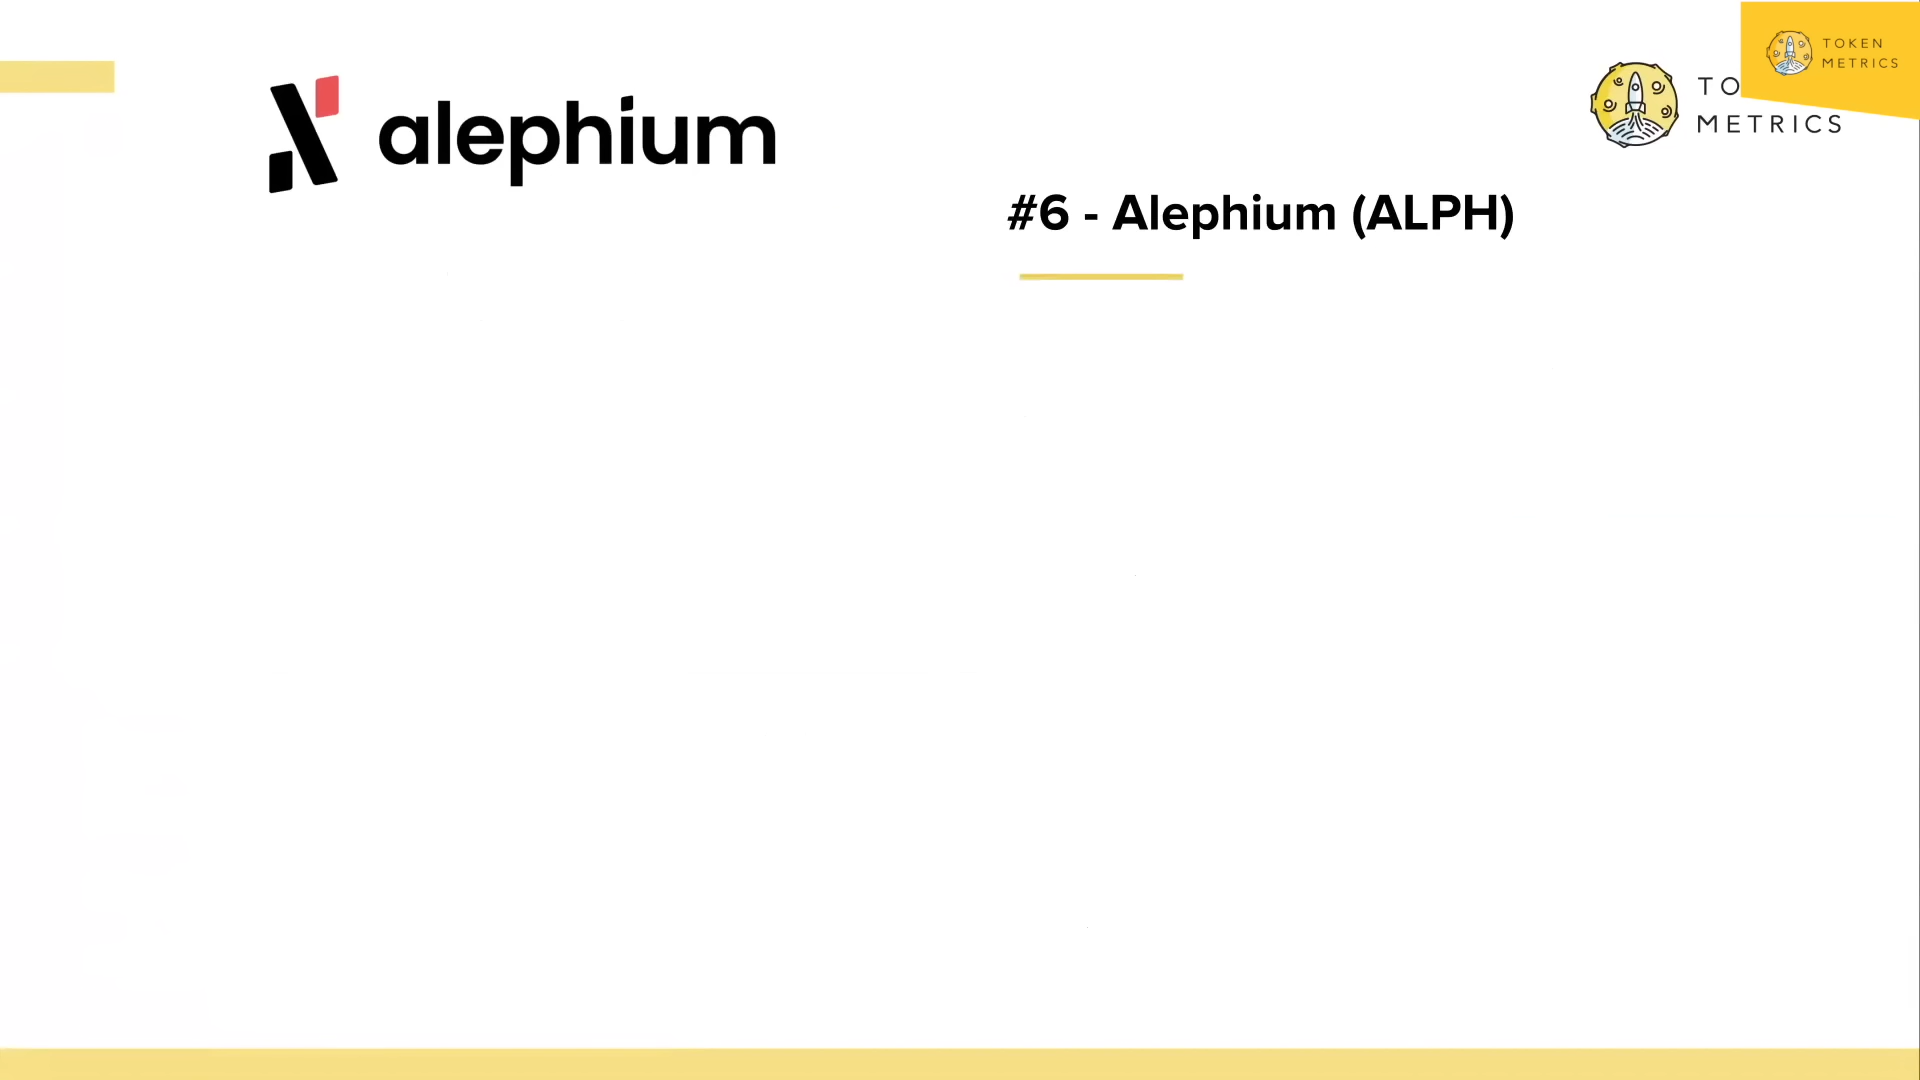 alephium
TO
METRICS
TOKEN
METRICS
#6 - Alephium (ALPH)